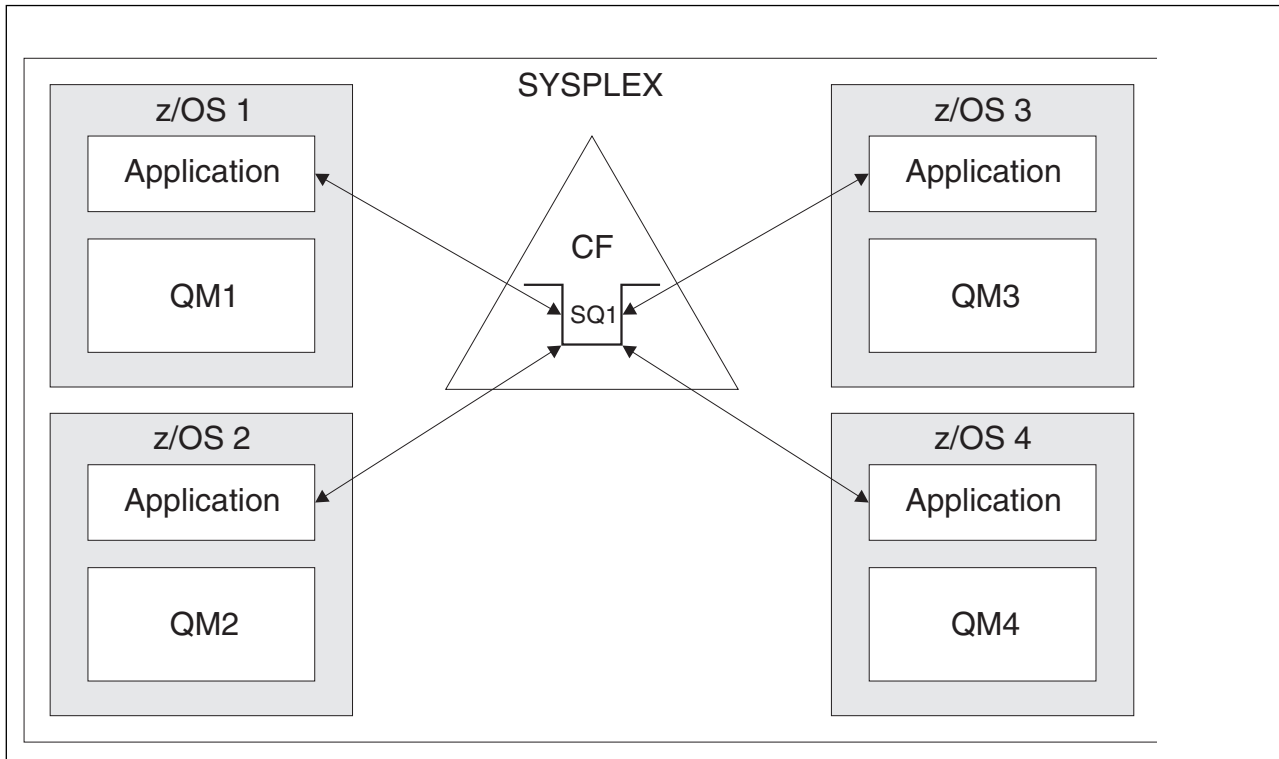 SYSPLEX
z/OS 1
Application
QM1
z/OS 2
Application
QM2
CF
SQ1
z/OS 3
Application
QM3
z/OS 4
Application
QM4